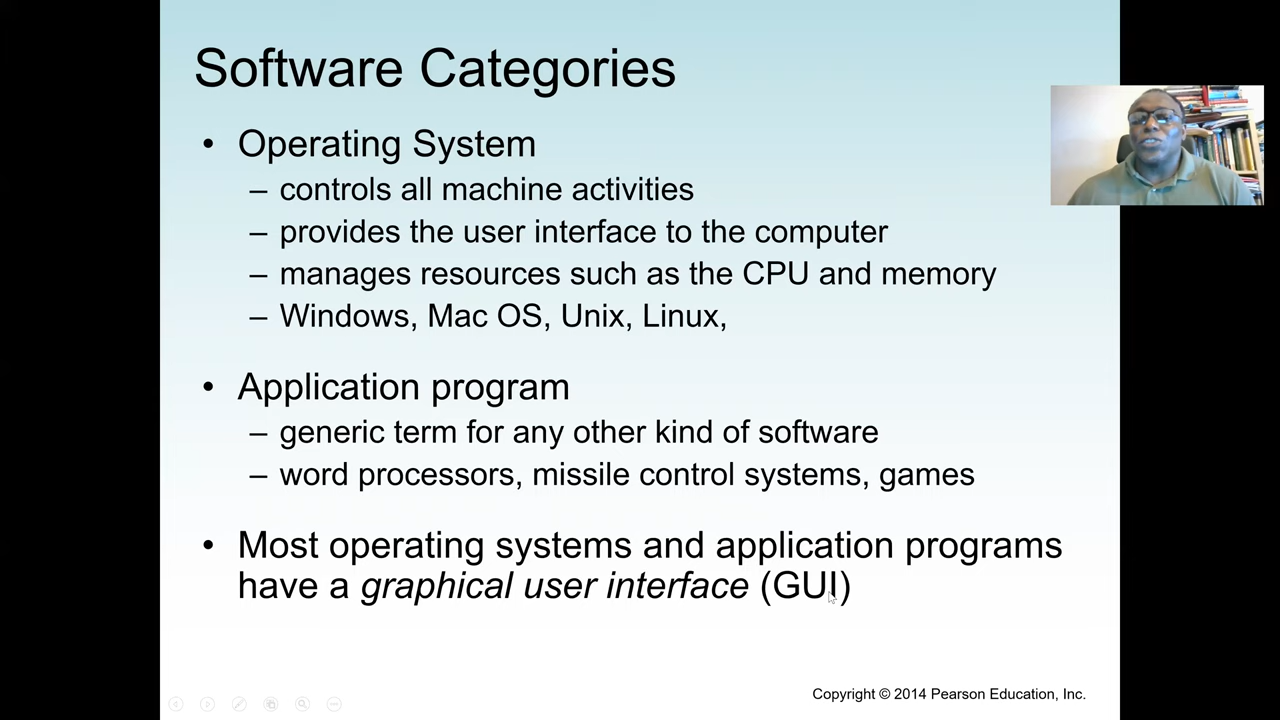 Software Categories
• Operating System
– controls all machine activities
– provides the user interface to the computer
– manages resources such as the CPU and memory
– Windows, Mac OS, Unix, Linux,
• Application program
– generic term for any other kind of software
– word processors, missile control systems, games
• Most operating systems and application programs
have a graphical user interface (GUI)
Copyright © 2014 Pearson Education, Inc.